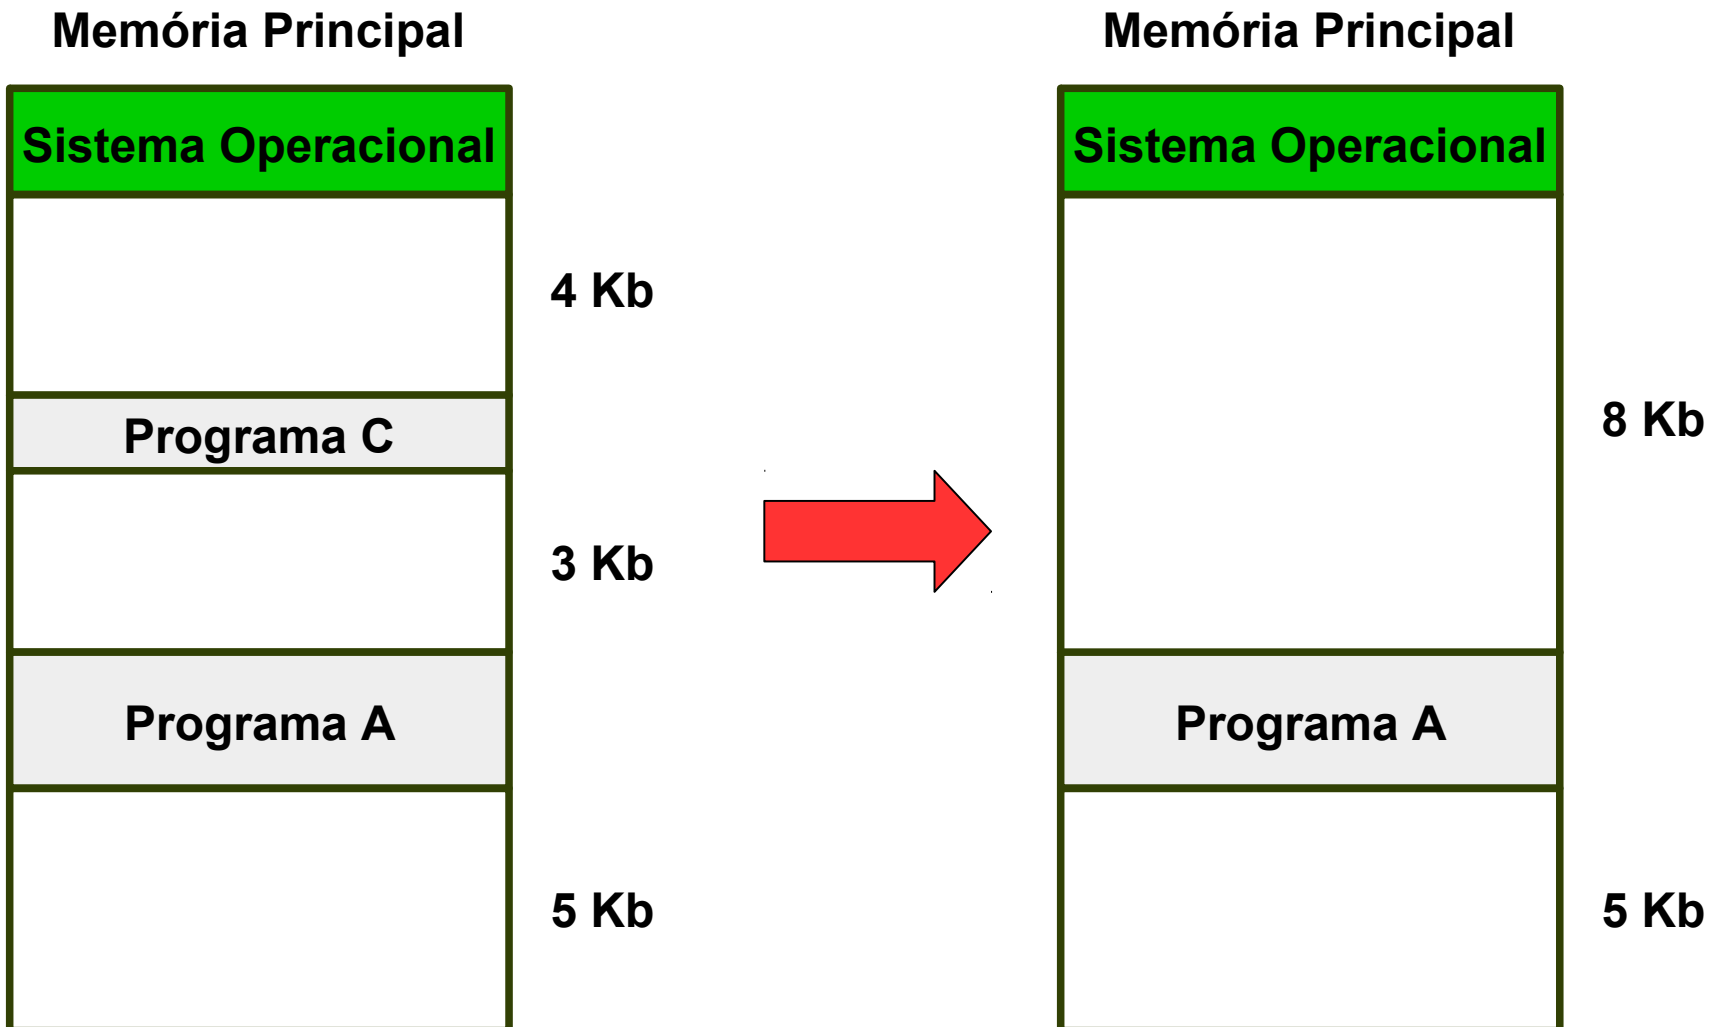 Memória Principal
Sistema Operacional
4 Kb
Programa C
3 Kb
Programa A
5 Kb
Memória Principal
Sistema Operacional
8 Kb
Programa A
5 Kb